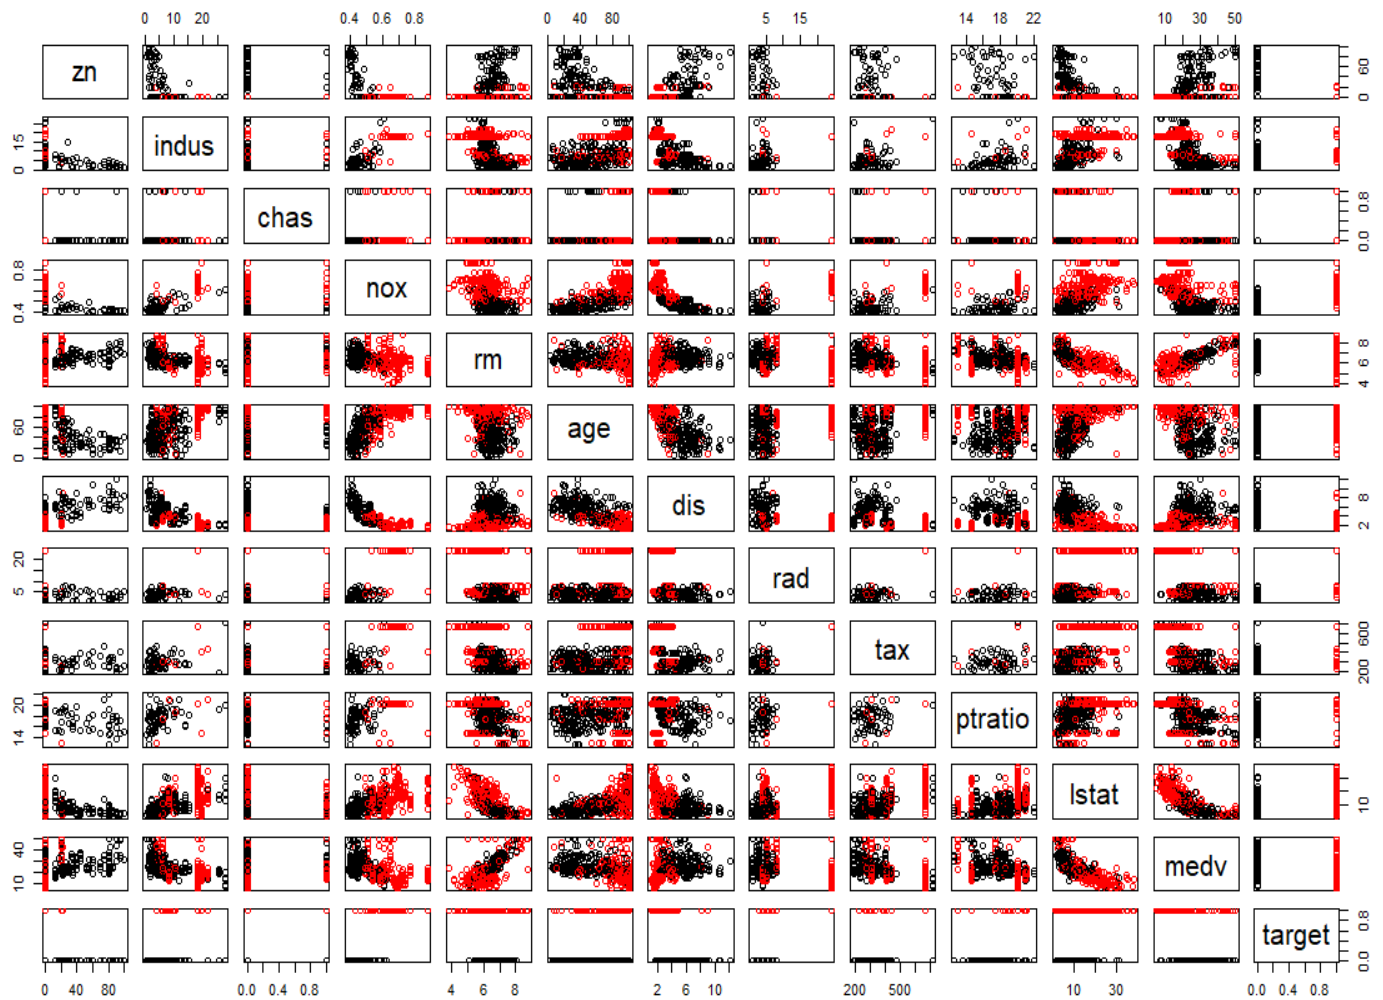 0 10 20 0.4 0.6 0.8 0 40 80 5 15 14 18 22 10 30 50
zn 0 60
0 15 indus
chas 0.0 0.8
0.4 0.8 nox
rm 4 6 8
0 60 age
dis 2 8
5 20 rad
tax 200 600
14 20 ptratio
lstat 10
10 40 medv
target 0.0 0.8
0 40 80 0.0 0.4 0.8 4 6 8 2 6 10 200 500 10 30 0.0 0.4 0.8